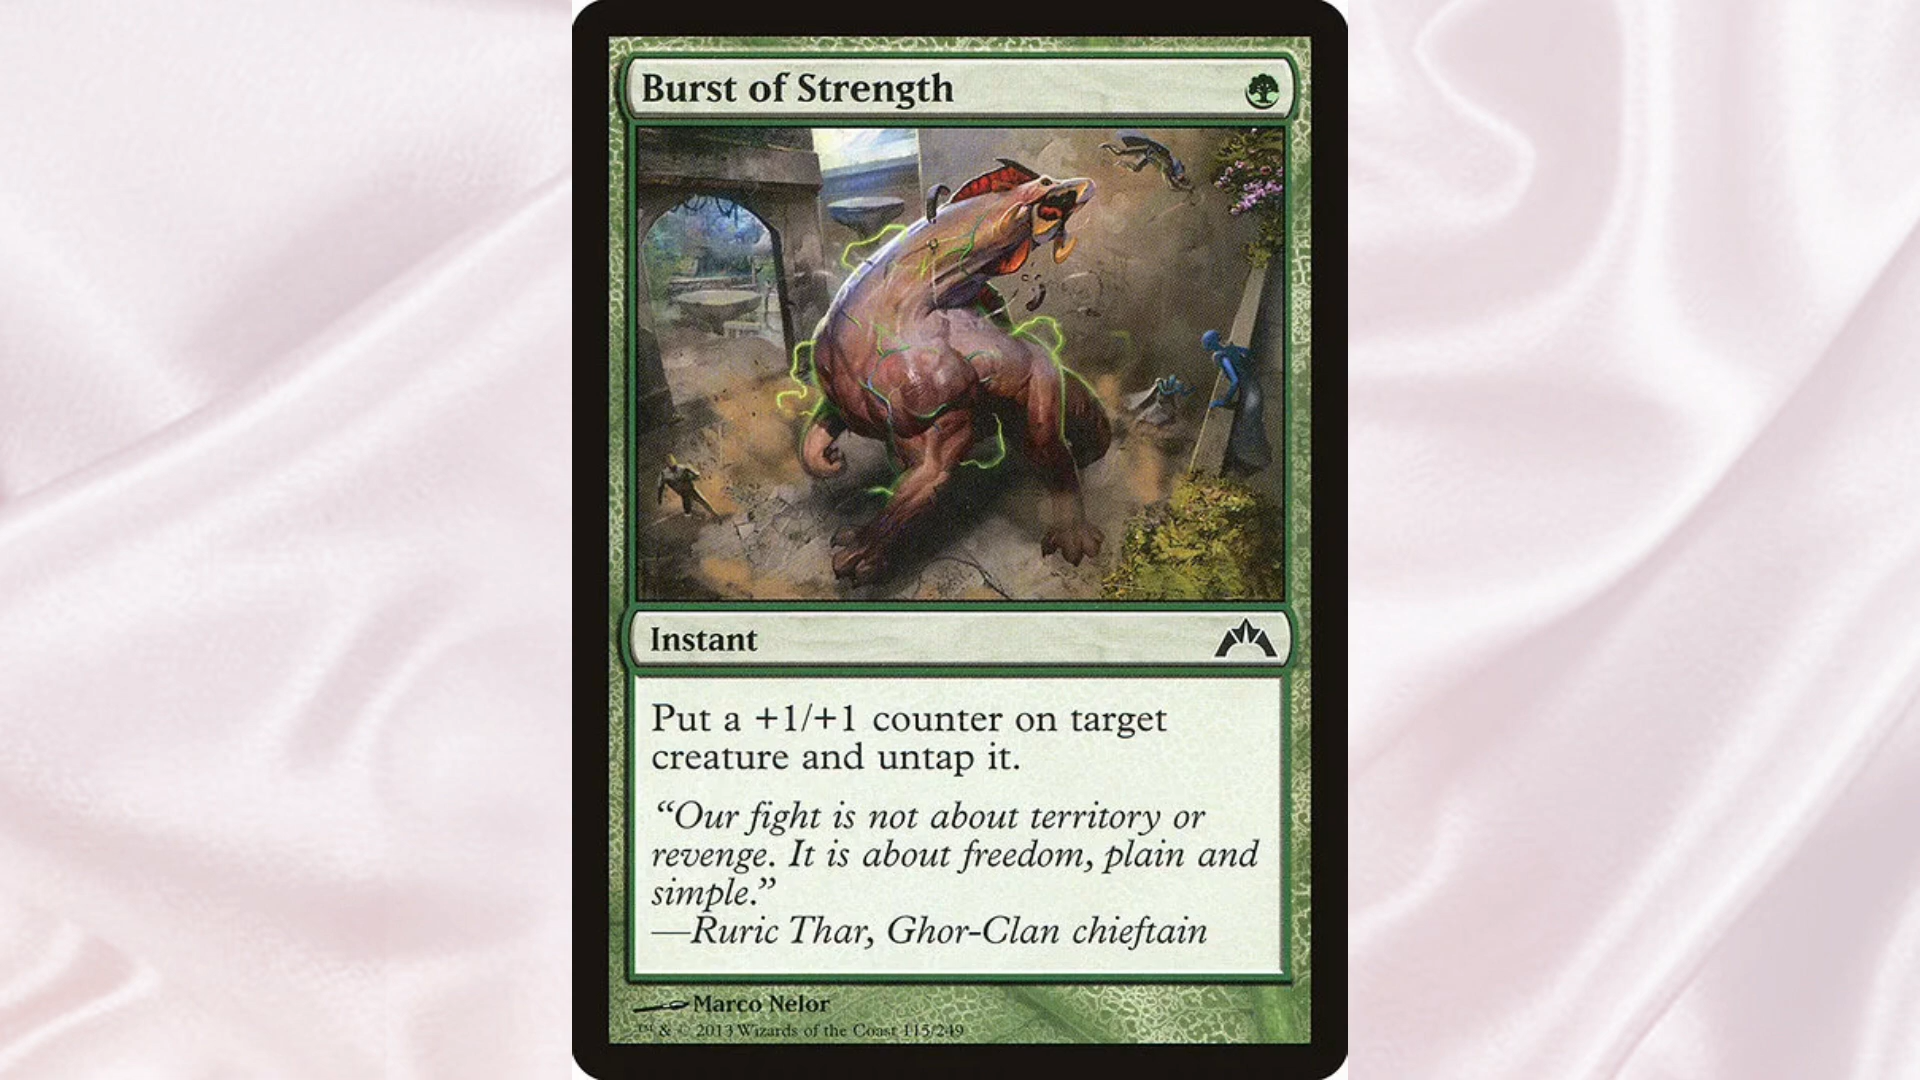 Burst of Strength
Instant
Put a +1/+1 counter on target
creature and untap it.
“Our fight is not about territory or
revenge. It is about freedom, plain and
simple.”
—Ruric Thar, Ghor-Clan chieftain
Marco Nelor
™ & © 2013 Wizards of the Coast 115/249